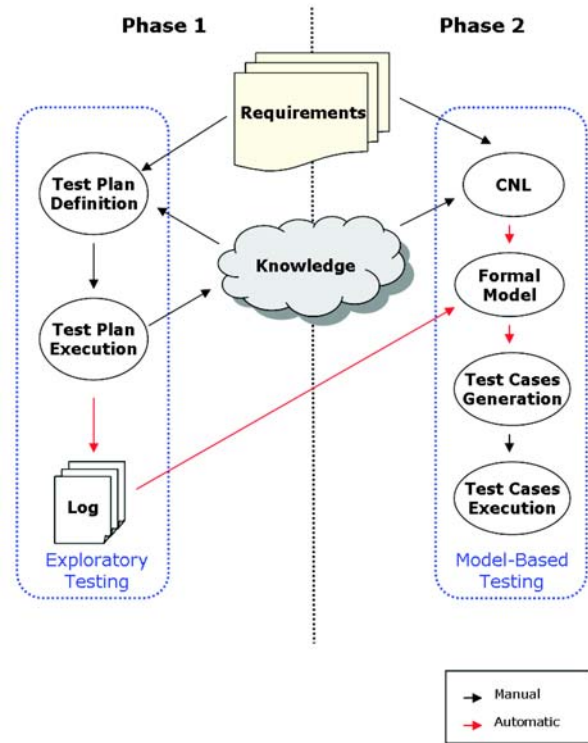 Phase 1
Phase 2
Requirements
Test Plan
Definition
CNL
Knowledge
Formal
Model
Test Plan
Execution
Test Cases
Generation
Log
Test Cases
Execution
Exploratory
Testing
Model-Based
Testing
Manual
Automatic